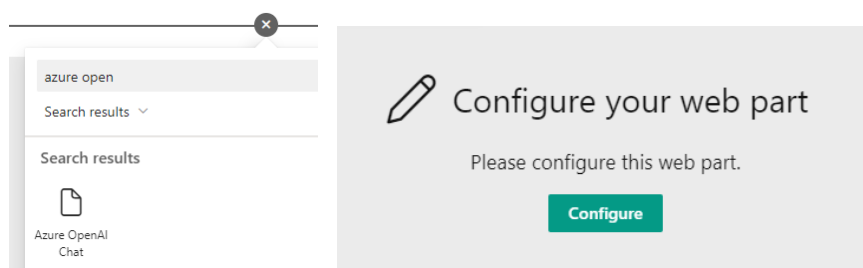 azure open
Search results
Search results
Azure OpenAI
Chat
Configure your web part
Please configure this web part.
Configure